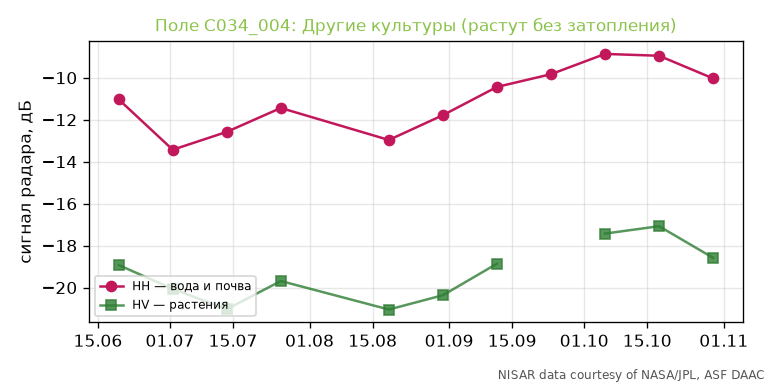 Поле C034_004: Другие культуры (растут без затопления)
сигнал радара, дБ
−10
−12
−14
−16
−18
−20
HH — вода и почва
HV — растения
15.06 01.07 15.07 01.08 15.08 01.09 15.09 01.10 15.10 01.11
NISAR data courtesy of NASA/JPL, ASF DAAC